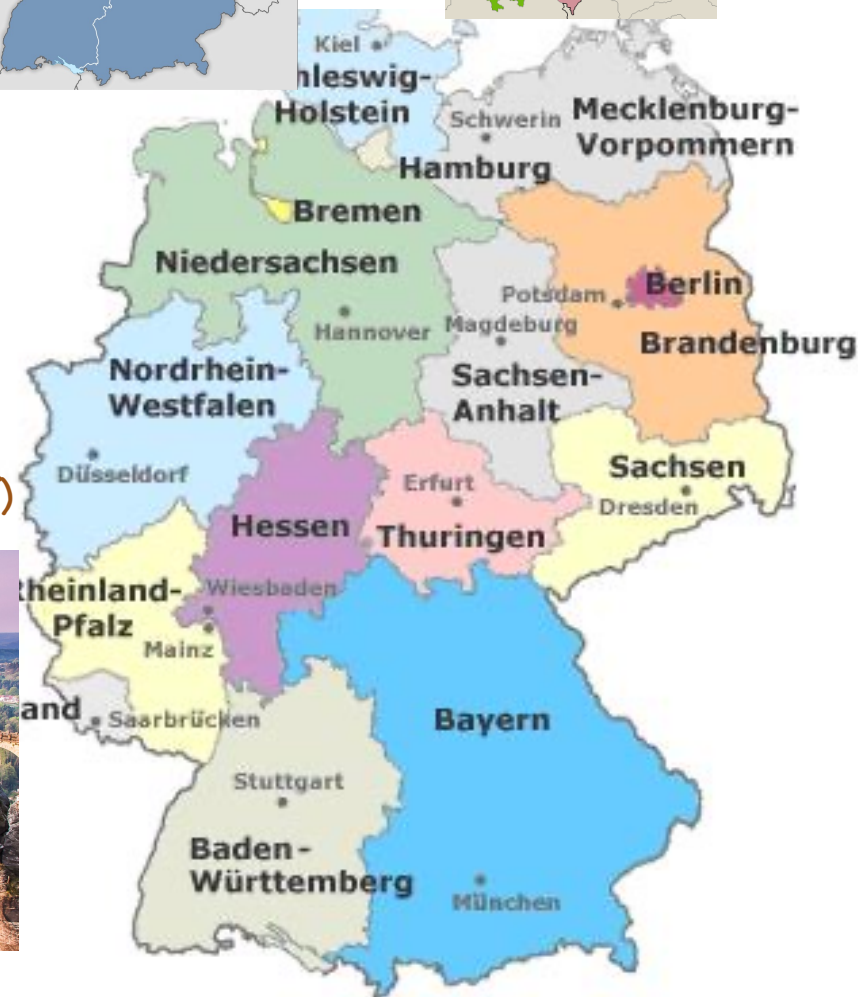 Kiel
hleswig-
Holstein
Schwerin
Mecklenburg-
Vorpommern
Hamburg
Bremen
Niedersachsen
Berlin
Potsdam
Hannover
Magdeburg
Brandenburg
Nordrhein-
Westfalen
Sachsen-
Anhalt
Düsseldorf
Sachsen
)
Erfurt
Dresden
Hessen
Thuringen
Rheinland-
Pfalz
Wiesbaden
Mainz
and
Saarbrücken
Bayern
Stuttgart
Baden-
Württemberg
München